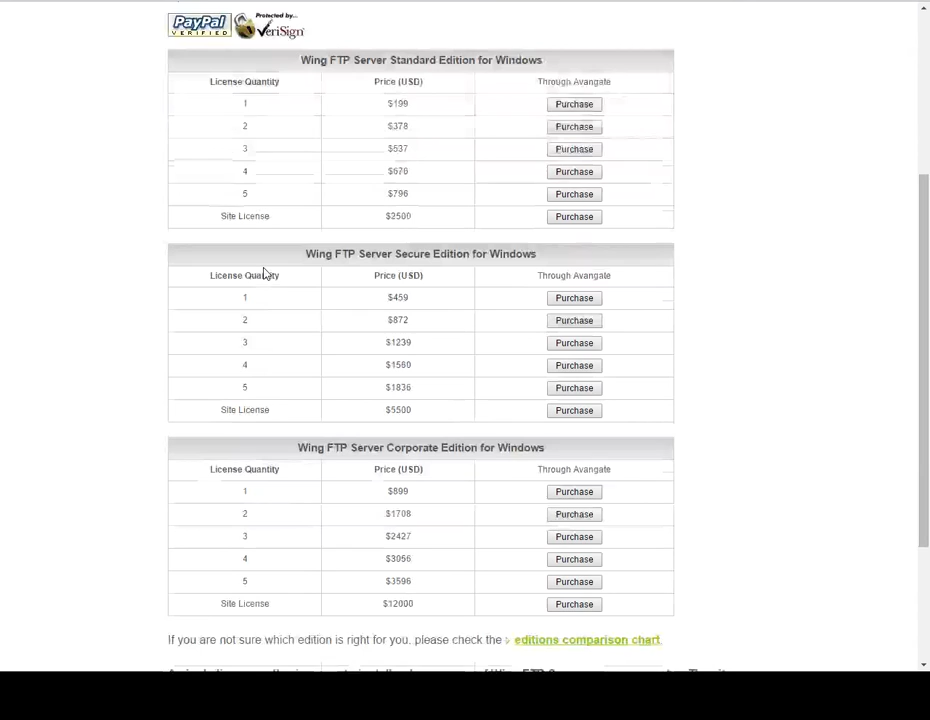 PayPal
VERIFIED
Protected by...
VeriSign
Wing FTP Server Standard Edition for Windows
License Quantity Price (USD) Through Avangate
1 $199 Purchase
2 $378 Purchase
3 $537 Purchase
4 $676 Purchase
5 $796 Purchase
Site License $2500 Purchase
Wing FTP Server Secure Edition for Windows
License Quantity Price (USD) Through Avangate
1 $459 Purchase
2 $872 Purchase
3 $1239 Purchase
4 $1560 Purchase
5 $1836 Purchase
Site License $5500 Purchase
Wing FTP Server Corporate Edition for Windows
License Quantity Price (USD) Through Avangate
1 $899 Purchase
2 $1708 Purchase
3 $2427 Purchase
4 $3056 Purchase
5 $3596 Purchase
Site License $12000 Purchase
If you are not sure which edition is right for you, please check the editions comparison chart.